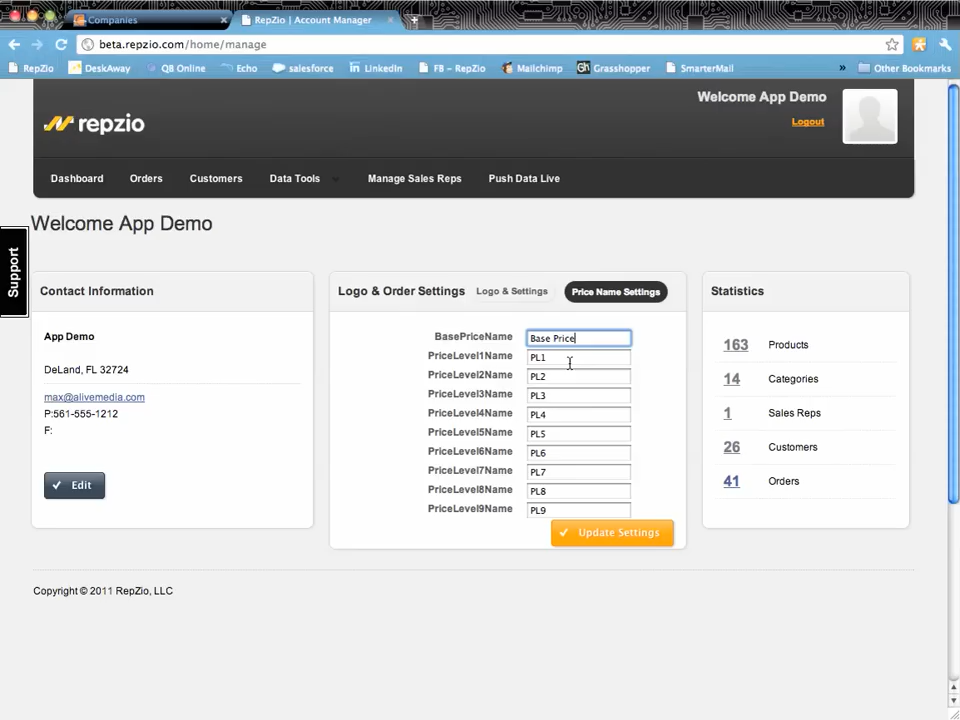 Companies
RepZio | Account Manager
beta.repzio.com/home/manage
RepZio DeskAway QB Online Echo salesforce LinkedIn FB - RepZio Mailchimp Grasshopper SmarterMail » Other Bookmarks
Welcome App Demo
Logout
repzio
Dashboard Orders Customers Data Tools Manage Sales Reps Push Data Live
Welcome App Demo
Support
Contact Information
App Demo
DeLand, FL 32724
max@alivemedia.com
P:561-555-1212
F:
Edit
Logo & Order Settings Logo & Settings Price Name Settings
BasePriceName Base Price
PriceLevel1Name PL1
PriceLevel2Name PL2
PriceLevel3Name PL3
PriceLevel4Name PL4
PriceLevel5Name PL5
PriceLevel6Name PL6
PriceLevel7Name PL7
PriceLevel8Name PL8
PriceLevel9Name PL9
Update Settings
Statistics
163 Products
14 Categories
1 Sales Reps
26 Customers
41 Orders
Copyright © 2011 RepZio, LLC